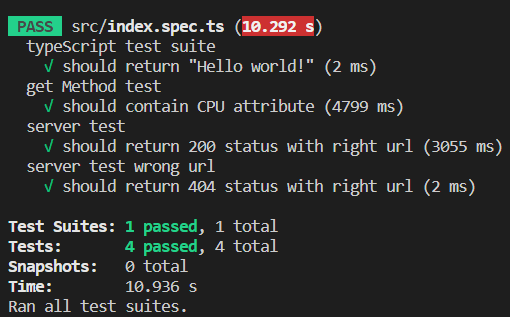 PASS src/index.spec.ts (10.292 s)
typeScript test suite
√ should return "Hello world!" (2 ms)
get Method test
√ should contain CPU attribute (4799 ms)
server test
√ should return 200 status with right url (3055 ms)
server test wrong url
√ should return 404 status with right url (2 ms)
Test Suites: 1 passed, 1 total
Tests: 4 passed, 4 total
Snapshots: 0 total
Time: 10.936 s
Ran all test suites.